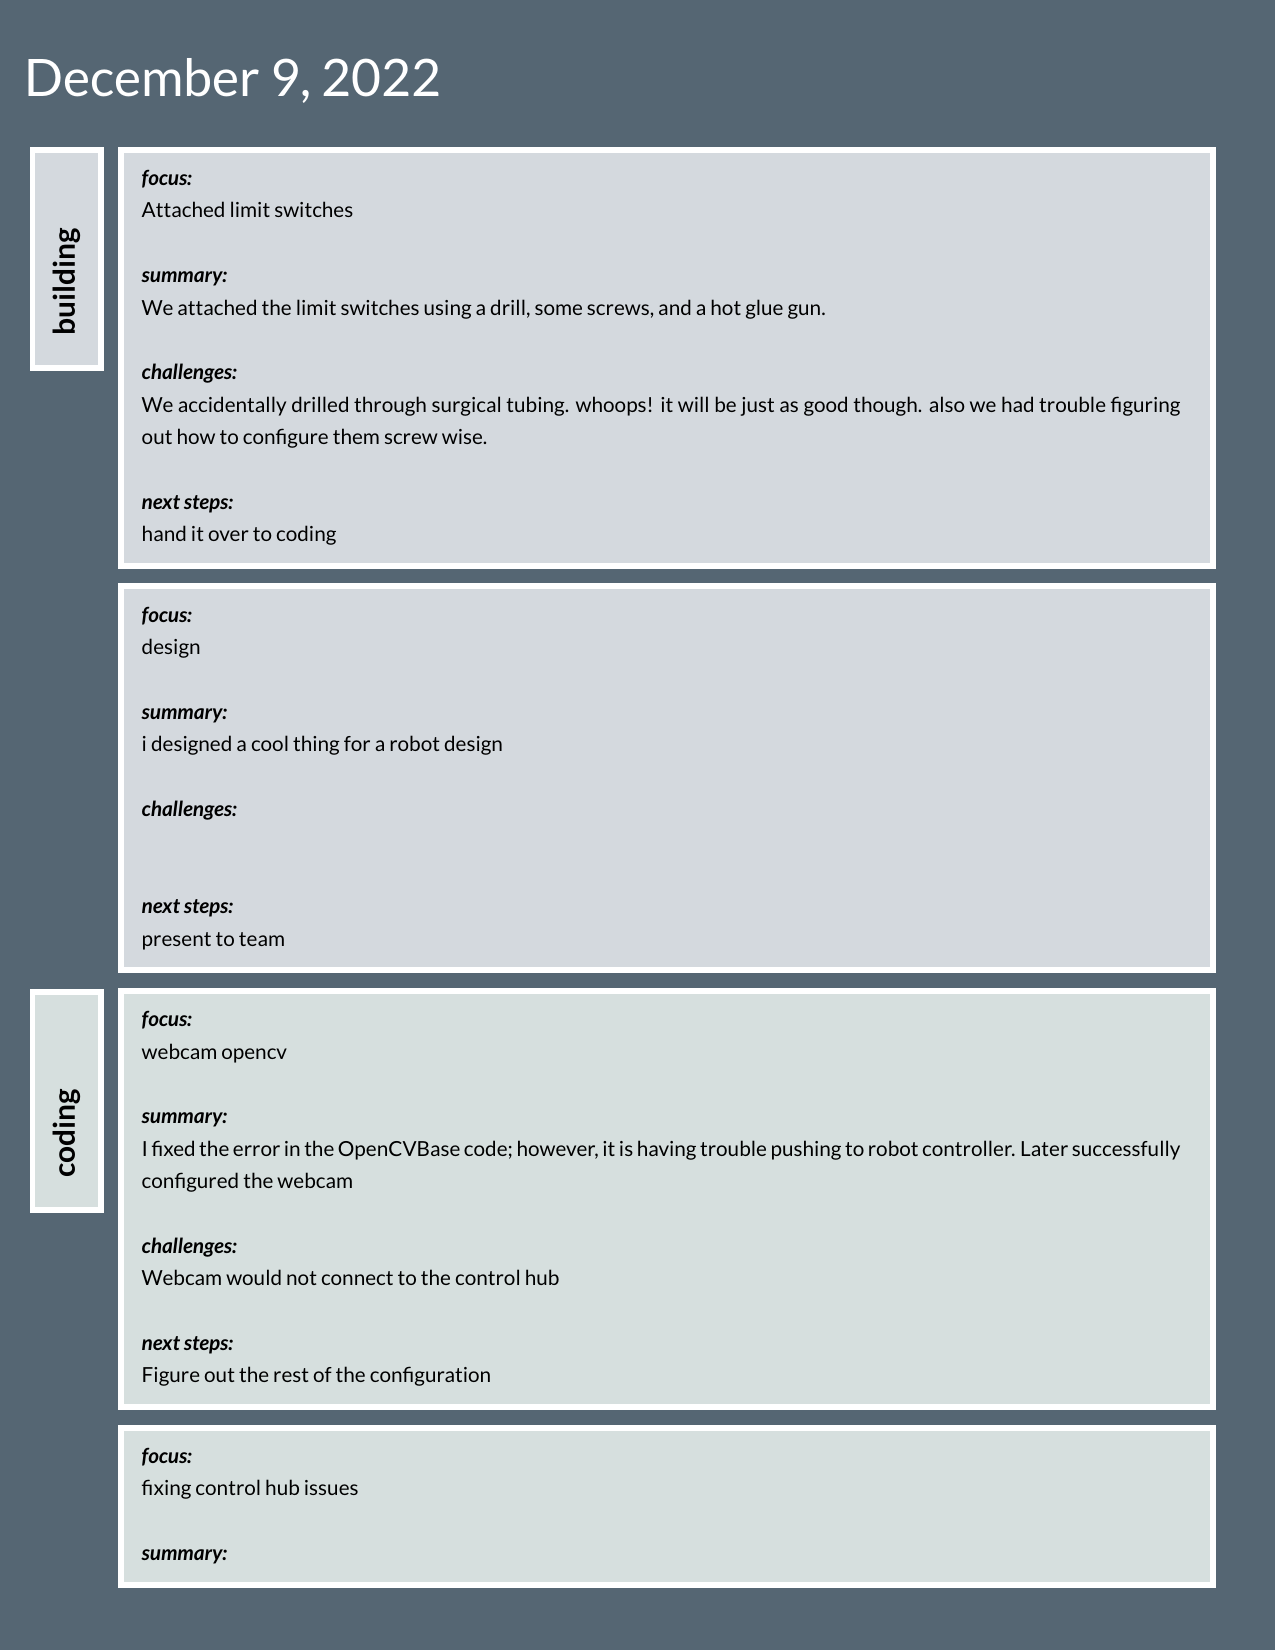 December 9, 2022
building
focus:
Attached limit switches
summary:
We attached the limit switches using a drill, some screws, and a hot glue gun.
challenges:
We accidentally drilled through surgical tubing. whoops! it will be just as good though. also we had trouble figuring
out how to configure them screw wise.
next steps:
hand it over to coding
focus:
design
summary:
i designed a cool thing for a robot design
challenges:
next steps:
present to team
coding
focus:
webcam opencv
summary:
I fixed the error in the OpenCVBase code; however, it is having trouble pushing to robot controller. Later successfully
configured the webcam
challenges:
Webcam would not connect to the control hub
next steps:
Figure out the rest of the configuration
focus:
fixing control hub issues
summary: